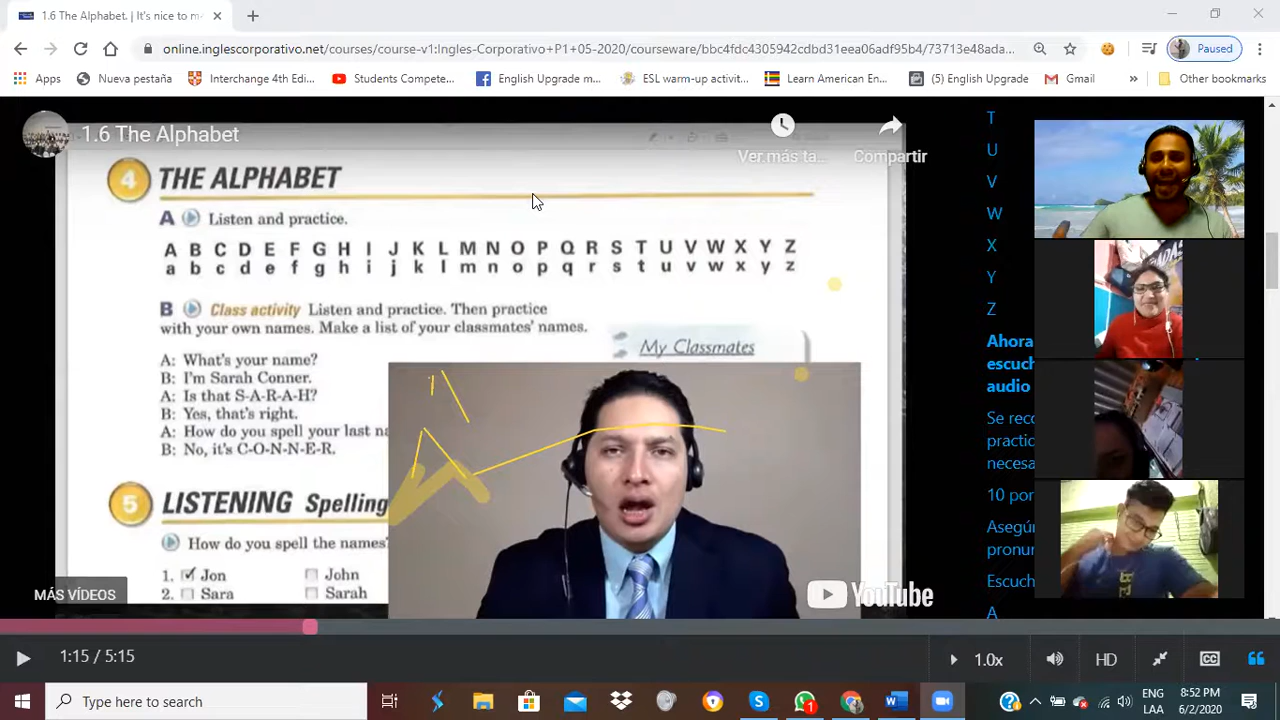 1.6 The Alphabet. | It's nice to m
online.inglescorporativo.net/courses/course-v1:Ingles-Corporativo+P1+05-2020/courseware/bbc4fdc4305942cdbd31eea06adf95b4/73713e48ada...
Paused
Apps
Nueva pestaña
Interchange 4th Edi...
Students Compete...
English Upgrade m...
ESL warm-up activit...
Learn American En...
(5) English Upgrade
Gmail
»
Other bookmarks
1.6 The Alphabet
Ver más ta...
Compartir
4 THE ALPHABET
A Listen and practice.
A B C D E F G H I J K L M N O P Q R S T U V W X Y Z
a b c d e f g h i j k l m n o p q r s t u v w x y z
B Class activity Listen and practice. Then practice
with your own names. Make a list of your classmates' names.
My Classmates
A: What's your name?
B: I'm Sarah Conner.
A: Is that S-A-R-A-H?
B: Yes, that's right.
A: How do you spell your last
B: No, it's C-O-N-N-E-R.
5 LISTENING Spelling
How do you spell the names?
1. Jon John
2. Sara Sarah
MÁS VÍDEOS
YouTube
T
U
V
W
X
Y
Z
Ahora
escuch
audio
Se reco
practic
necesa
10 por
Asegúr
pronun
Escuch
A
1:15 / 5:15
1.0x
HD
CC
Type here to search
1
ENG
LAA
8:52 PM
6/2/2020